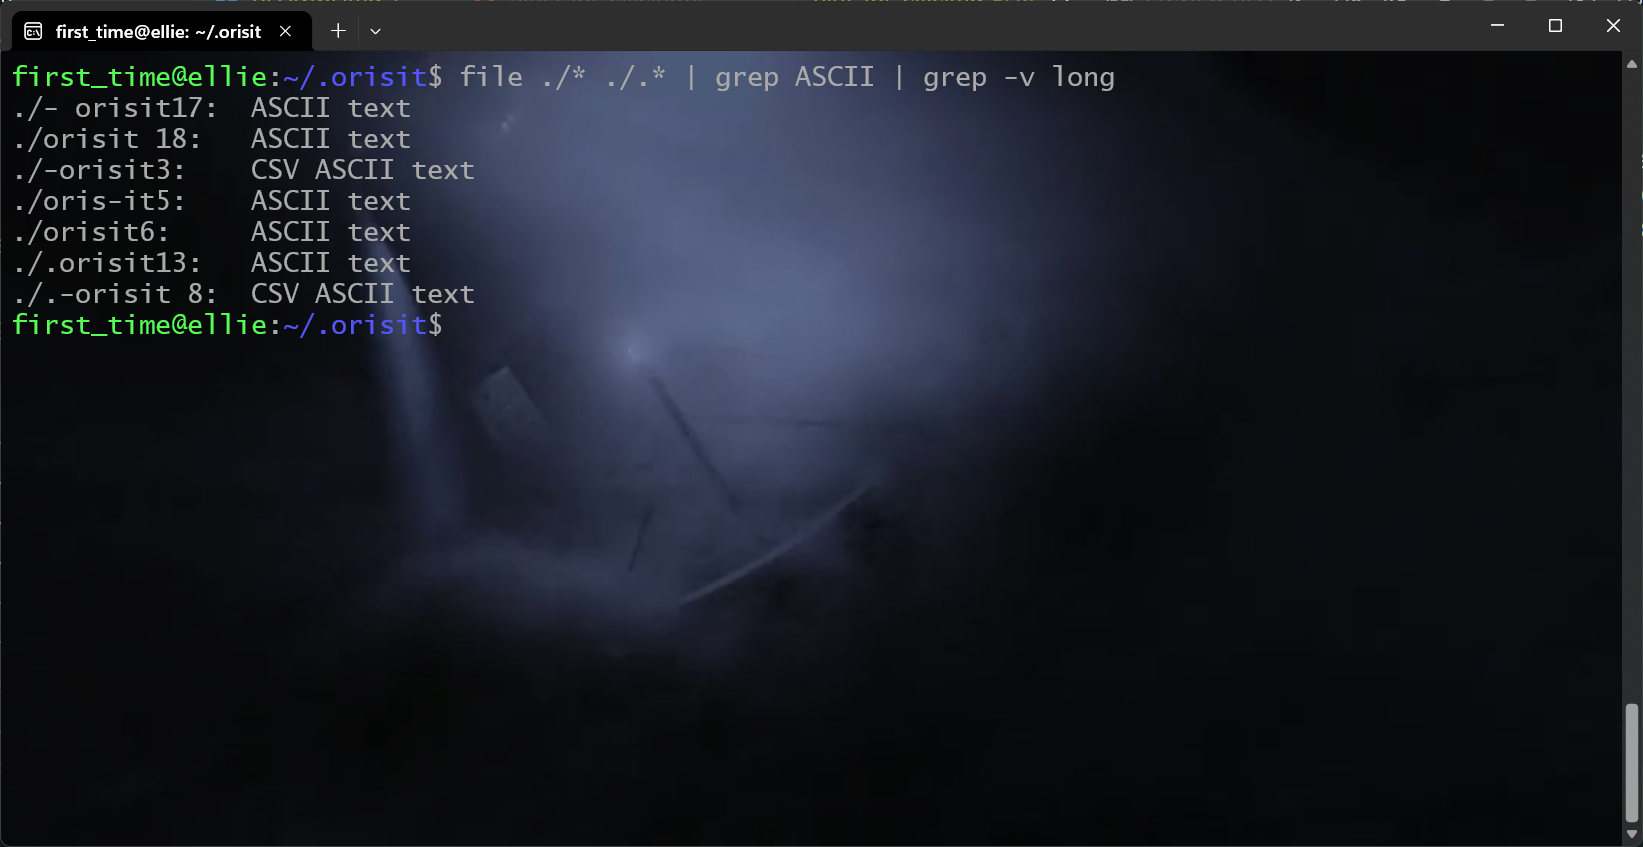 first_time@ellie: ~/.orisit
first_time@ellie:~/.orisit$ file ./* ./.* | grep ASCII | grep -v long
./- orisit17:  ASCII text
./orisit 18:   ASCII text
./-orisit3:    CSV ASCII text
./oris-it5:    ASCII text
./orisit6:     ASCII text
./.orisit13:   ASCII text
./.-orisit 8:  CSV ASCII text
first_time@ellie:~/.orisit$